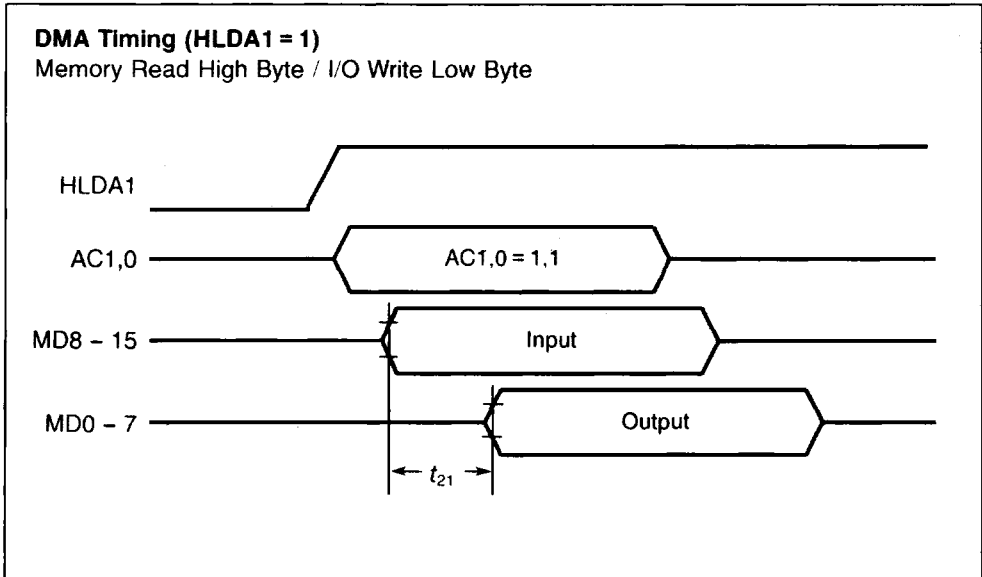 DMA Timing (HLDA1 = 1)
Memory Read High Byte / I/O Write Low Byte
HLDA1
AC1,0
AC1,0 = 1,1
MD8 – 15
Input
MD0 – 7
Output
t21